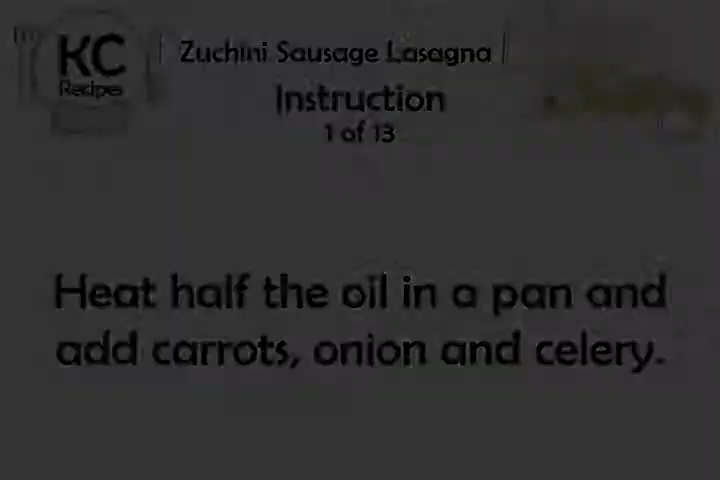 KC
Recipes
Zuchini Sausage Lasagna
Instruction
1 of 13
Heat half the oil in a pan and
add carrots, onion and celery.